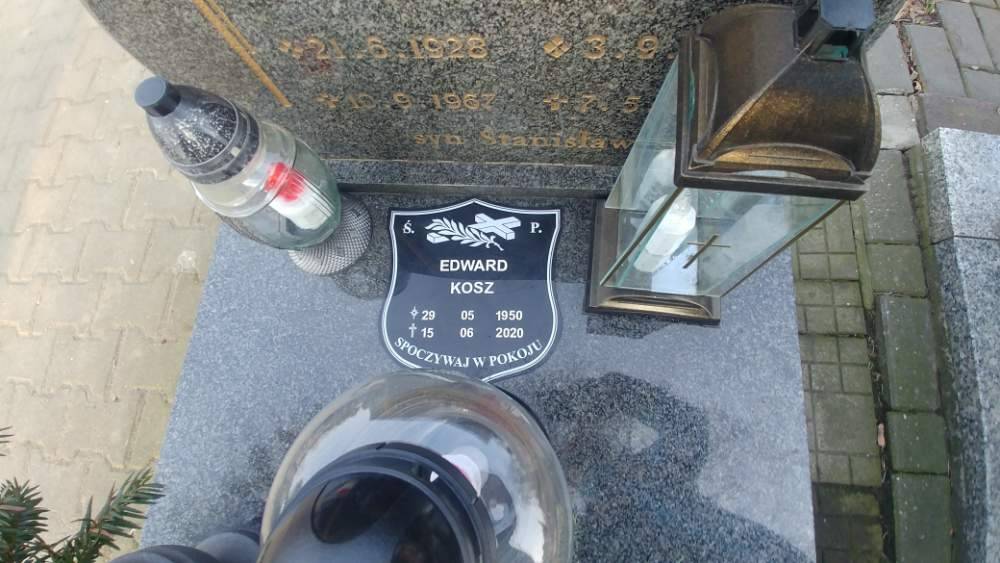 21.6.1928 3.9
10.9.1967 7.5
syn Stanisław
Ś. P.
EDWARD
KOSZ
29 05 1950
15 06 2020
SPOCZYWAJ W POKOJU